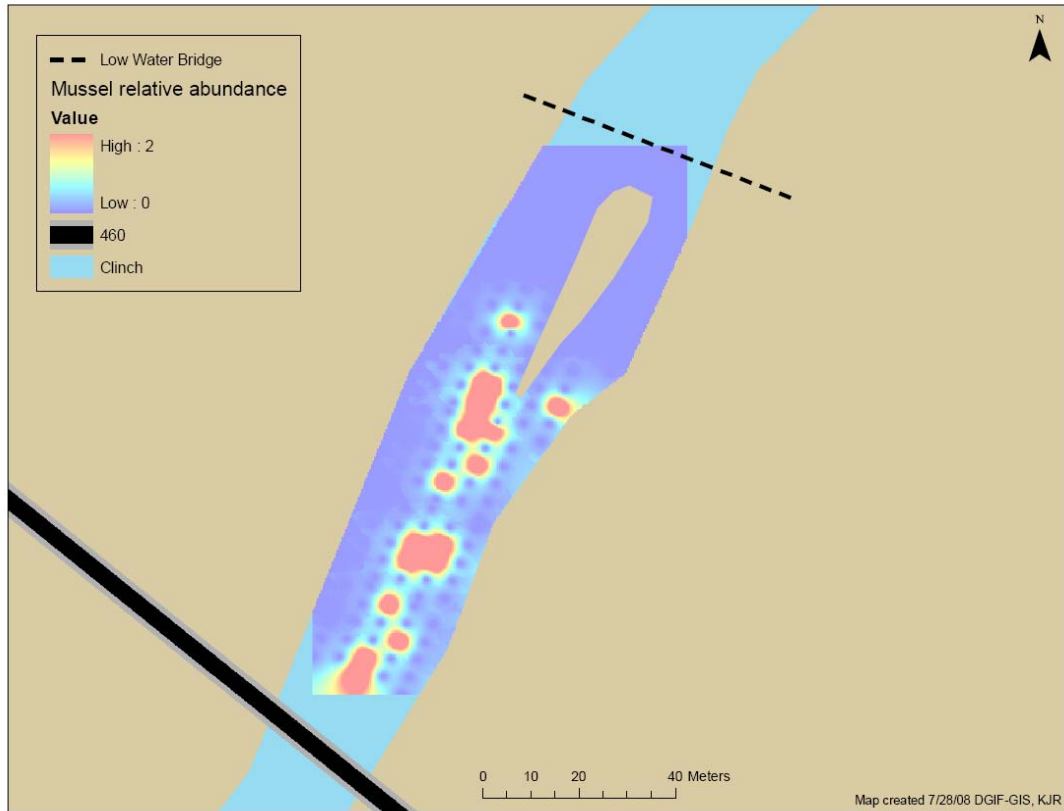 Low Water Bridge
Mussel relative abundance
Value
High : 2
Low : 0
460
Clinch
N
0 10 20 40 Meters
Map created 7/28/08 DGIF-GIS, KJR